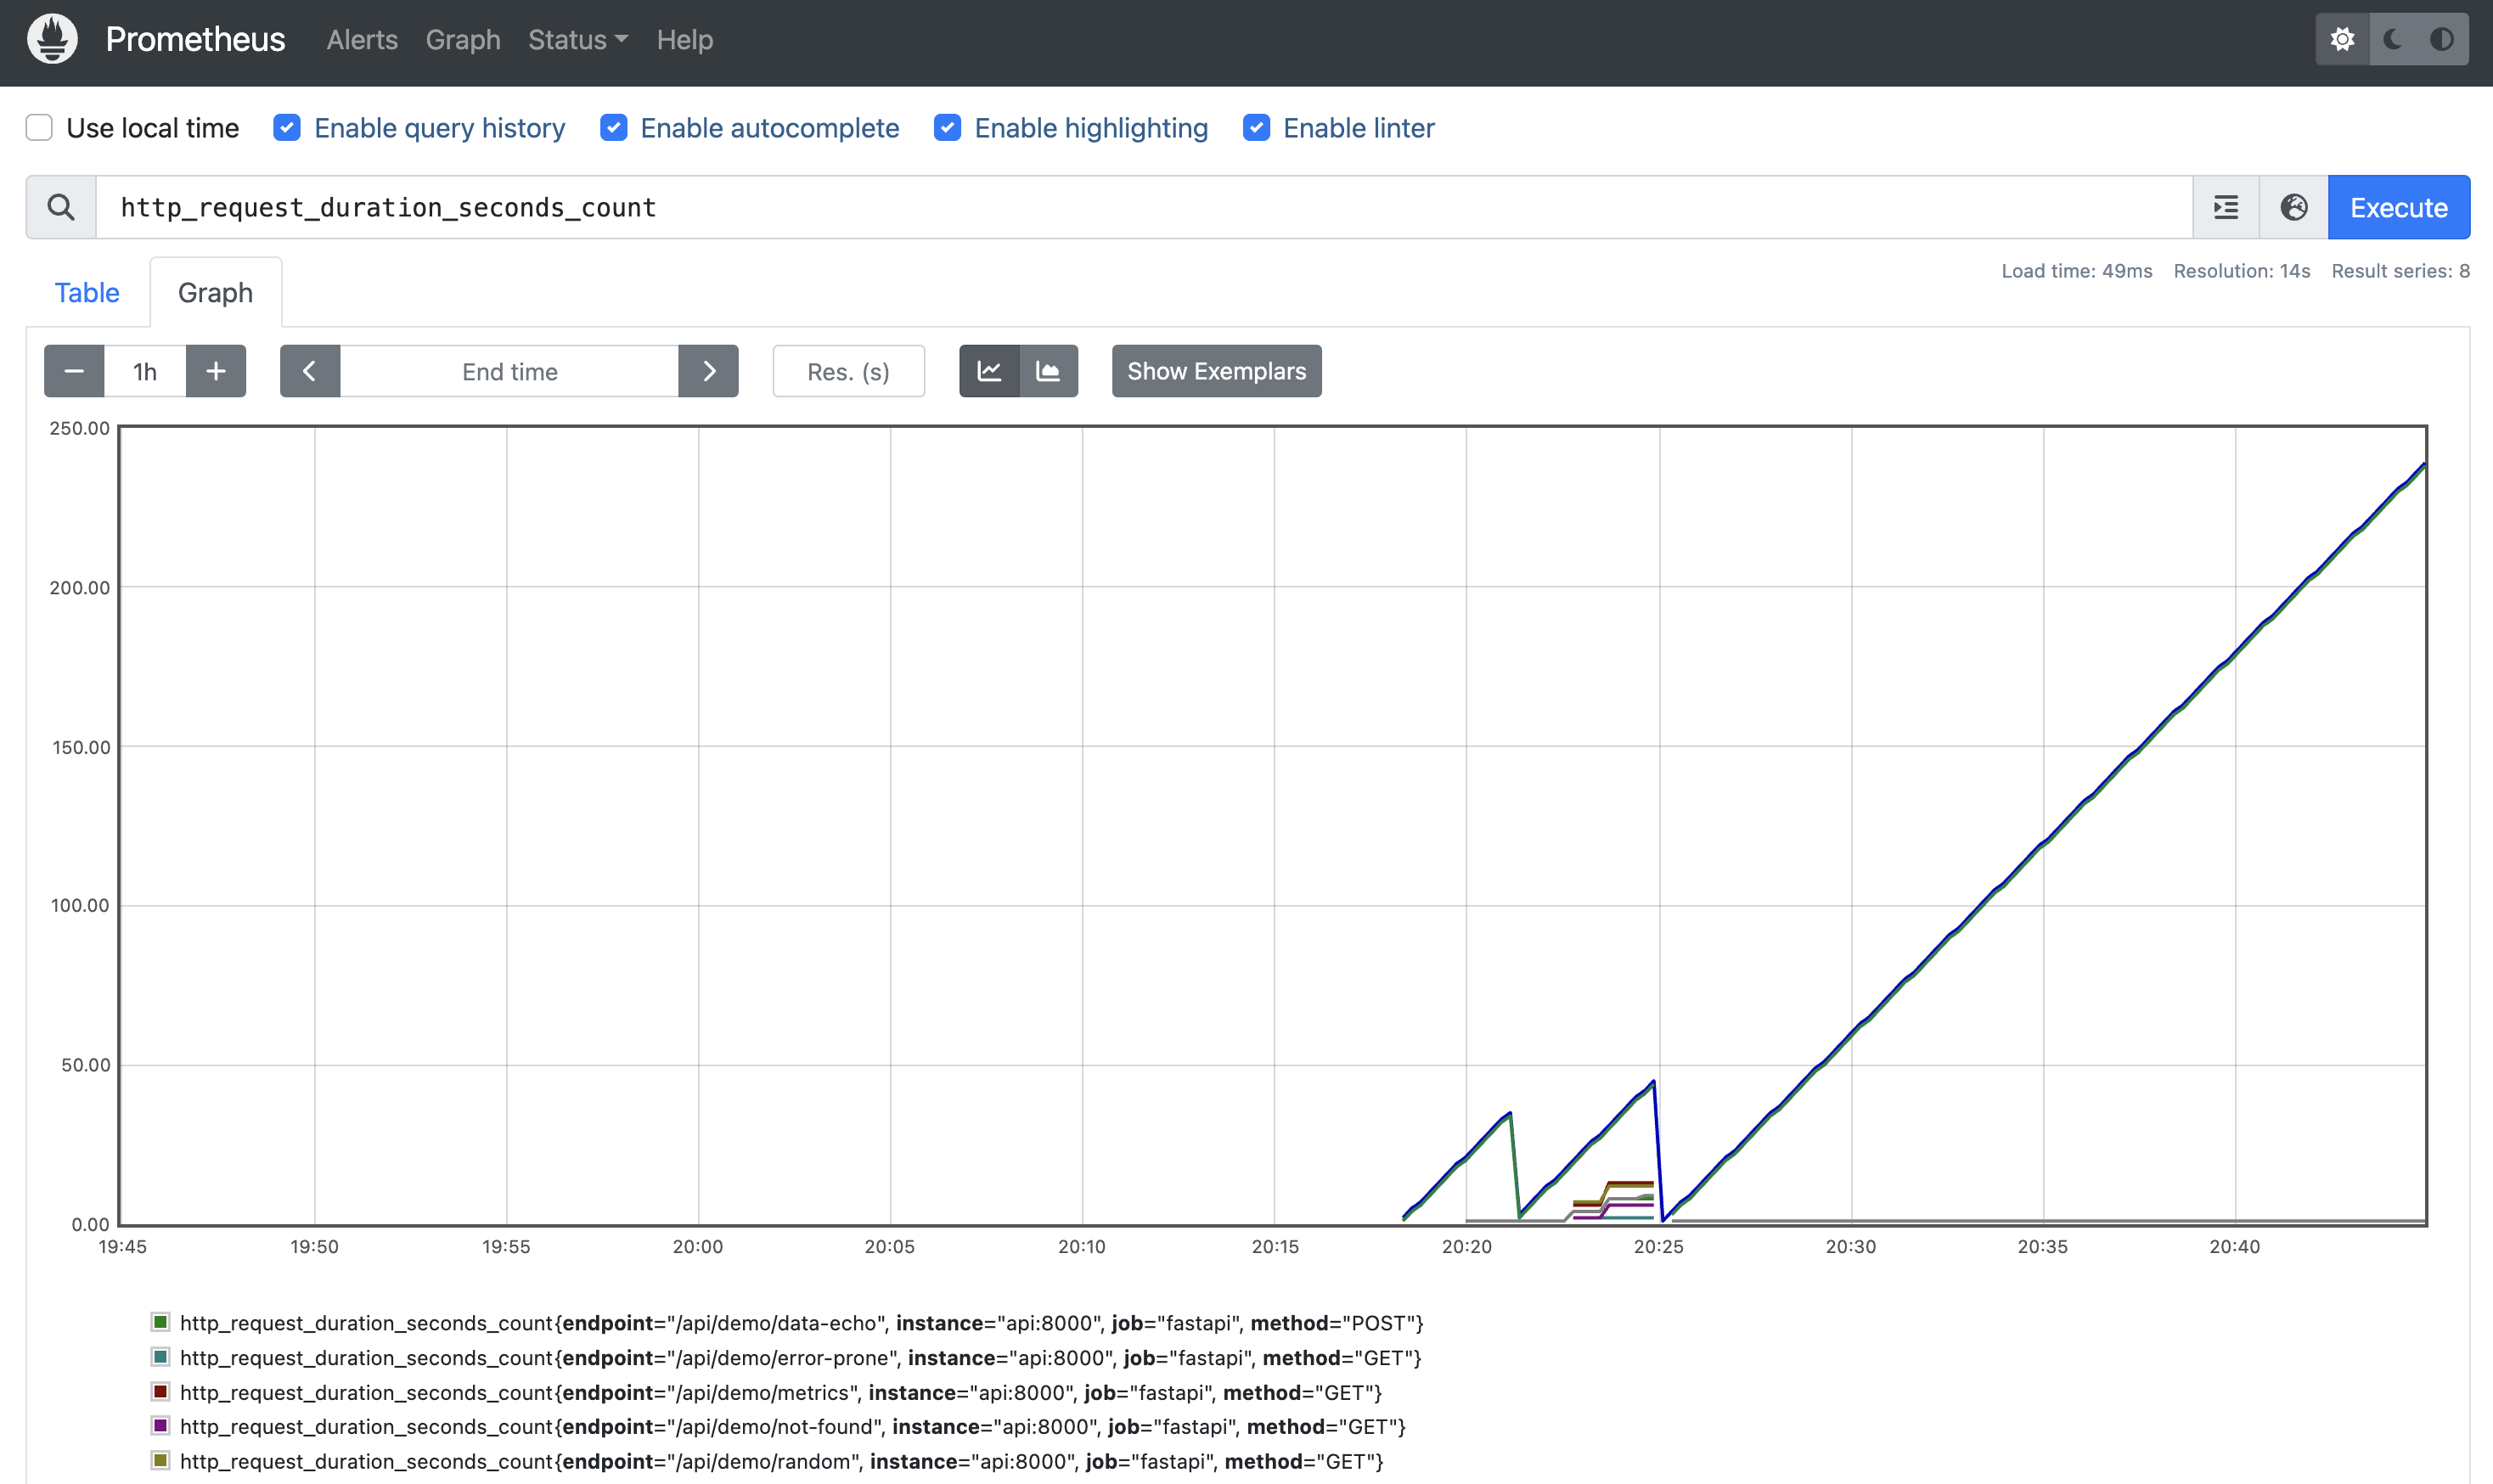 Prometheus Alerts Graph Status Help
Use local time Enable query history Enable autocomplete Enable highlighting Enable linter
http_request_duration_seconds_count Execute
Table Graph Load time: 49ms Resolution: 14s Result series: 8
1h End time Res. (s) Show Exemplars
250.00
200.00
150.00
100.00
50.00
0.00
19:45 19:50 19:55 20:00 20:05 20:10 20:15 20:20 20:25 20:30 20:35 20:40
http_request_duration_seconds_count{endpoint="/api/demo/data-echo", instance="api:8000", job="fastapi", method="POST"}
http_request_duration_seconds_count{endpoint="/api/demo/error-prone", instance="api:8000", job="fastapi", method="GET"}
http_request_duration_seconds_count{endpoint="/api/demo/metrics", instance="api:8000", job="fastapi", method="GET"}
http_request_duration_seconds_count{endpoint="/api/demo/not-found", instance="api:8000", job="fastapi", method="GET"}
http_request_duration_seconds_count{endpoint="/api/demo/random", instance="api:8000", job="fastapi", method="GET"}